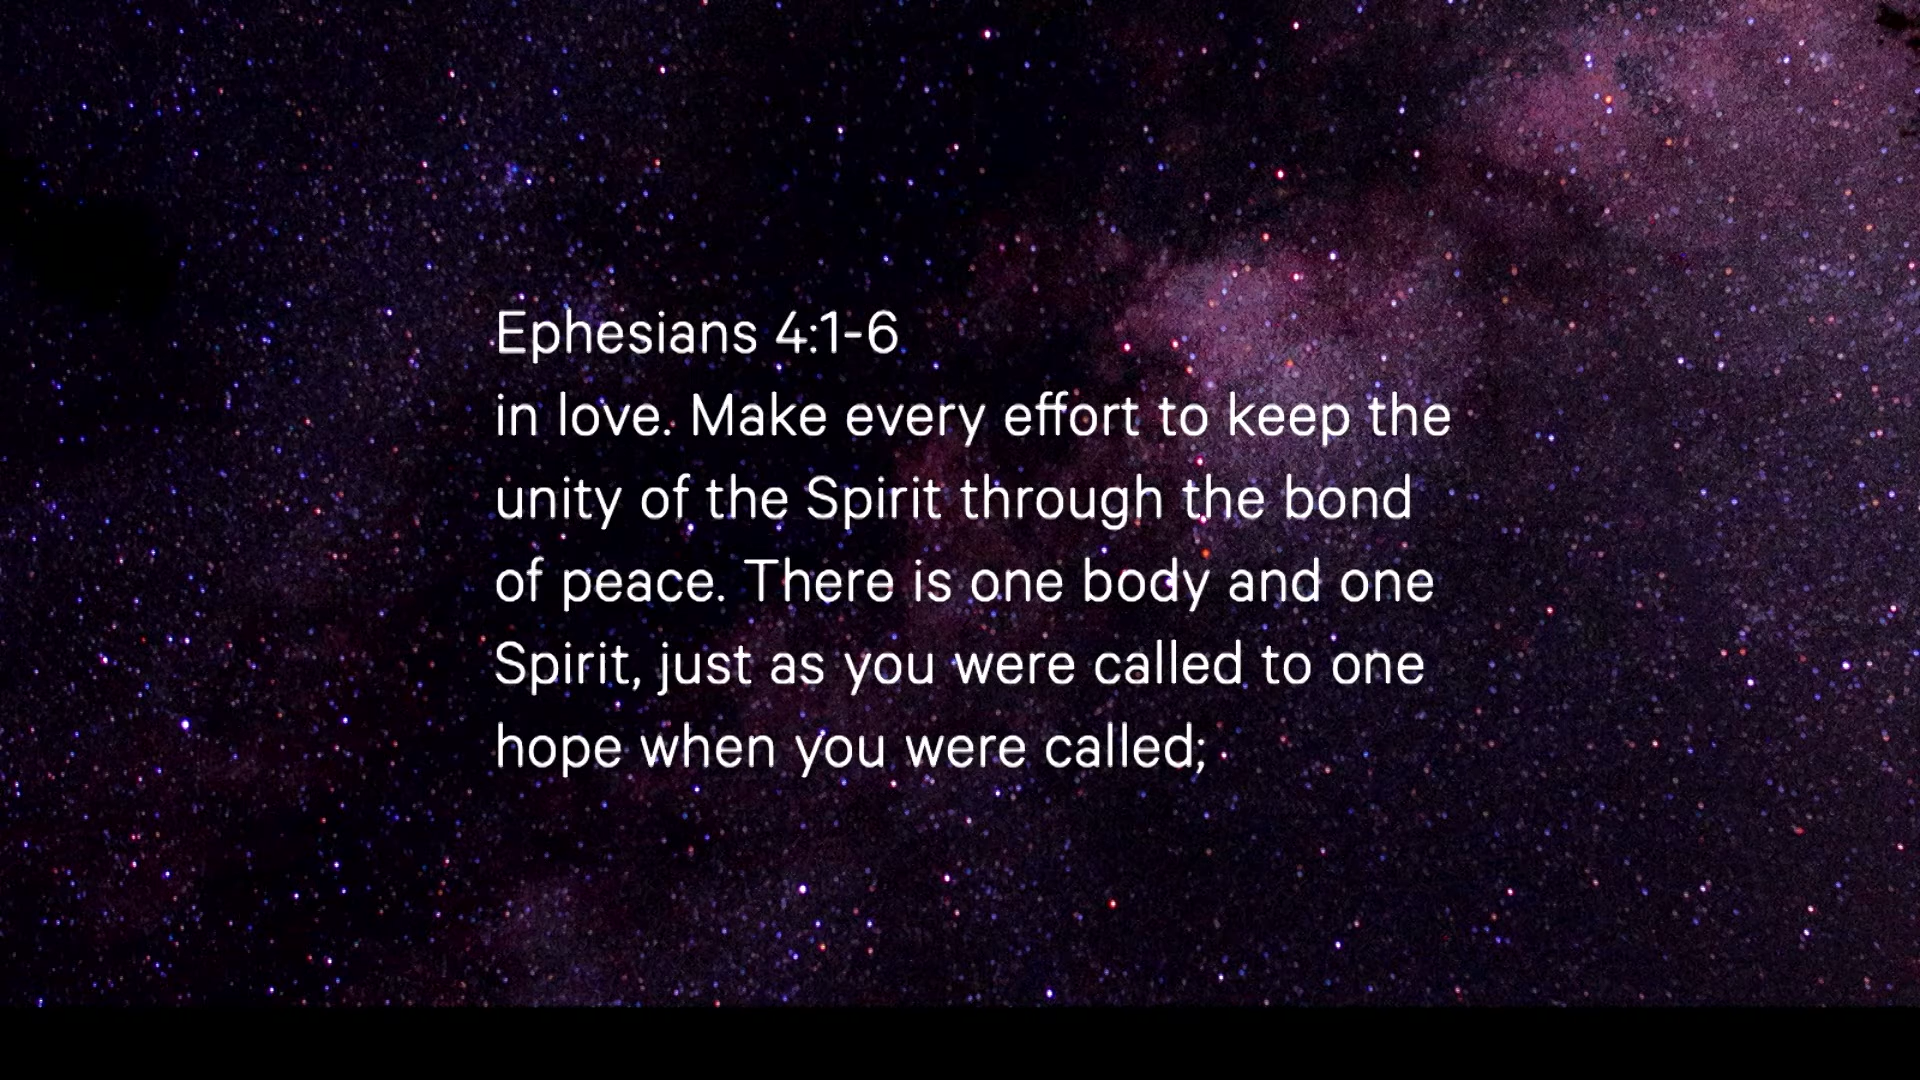 Ephesians 4:1-6
in love. Make every effort to keep the
unity of the Spirit through the bond
of peace. There is one body and one
Spirit, just as you were called to one
hope when you were called;